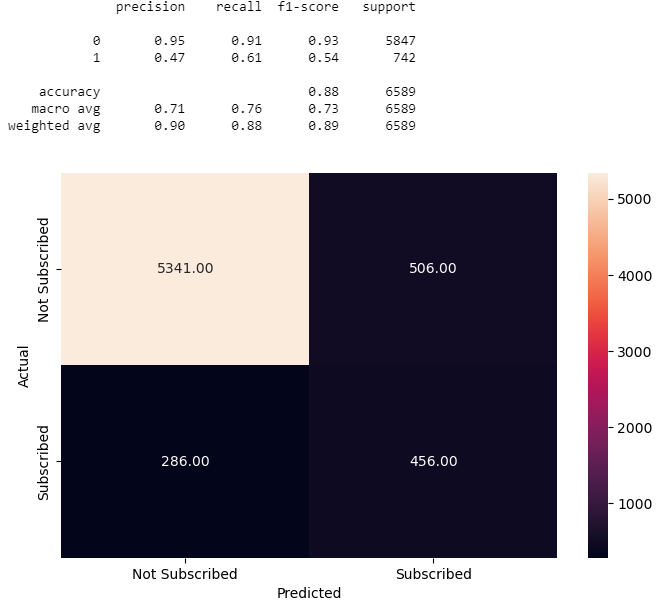 precision recall f1-score support
0 0.95 0.91 0.93 5847
1 0.47 0.61 0.54 742
accuracy 0.88 6589
macro avg 0.71 0.76 0.73 6589
weighted avg 0.90 0.88 0.89 6589
Actual
Not Subscribed
Subscribed
5341.00 506.00
286.00 456.00
Not Subscribed Subscribed
Predicted
5000
4000
3000
2000
1000